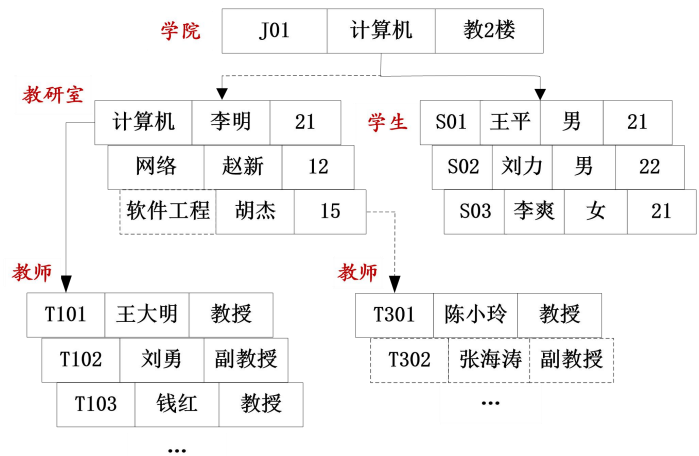 学院 J01 计算机 教2楼
教研室
计算机 李明 21 学生 S01 王平 男 21
网络 赵新 12 S02 刘力 男 22
软件工程 胡杰 15 S03 李爽 女 21
教师 教师
T101 王大明 教授 T301 陈小玲 教授
T102 刘勇 副教授 T302 张海涛 副教授
T103 钱红 教授 ...
...